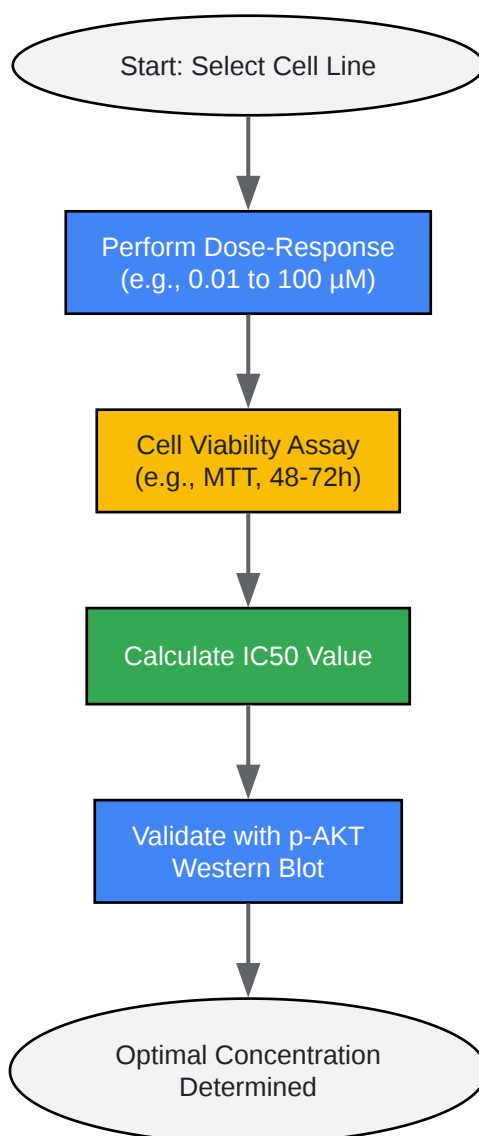 Start: Select Cell Line
Perform Dose-Response
(e.g., 0.01 to 100 µM)
Cell Viability Assay
(e.g., MTT, 48-72h)
Calculate IC50 Value
Validate with p-AKT
Western Blot
Optimal Concentration
Determined